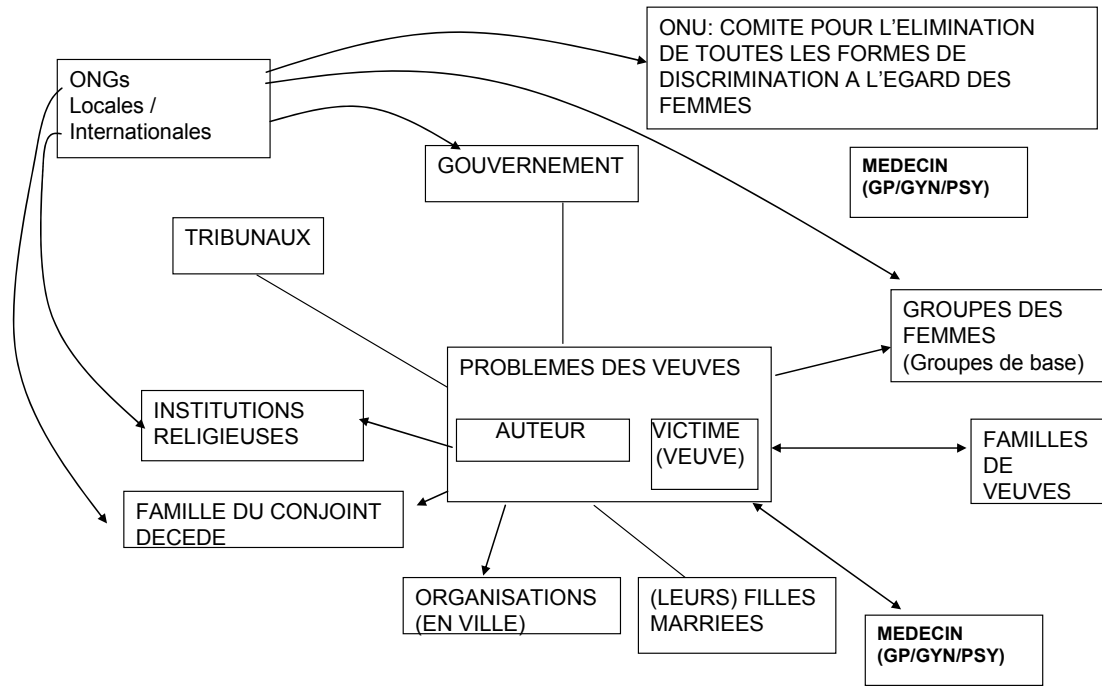 ONU: COMITE POUR L'ELIMINATION
DE TOUTES LES FORMES DE
DISCRIMINATION A L'EGARD DES
FEMMES
ONGs
Locales /
Internationales
GOUVERNEMENT
MEDECIN
(GP/GYN/PSY)
TRIBUNAUX
GROUPES DES
FEMMES
(Groupes de base)
PROBLEMES DES VEUVES
AUTEUR
VICTIME
(VEUVE)
INSTITUTIONS
RELIGIEUSES
FAMILLES
DE
VEUVES
FAMILLE DU CONJOINT
DECEDE
ORGANISATIONS
(EN VILLE)
(LEURS) FILLES
MARRIEES
MEDECIN
(GP/GYN/PSY)